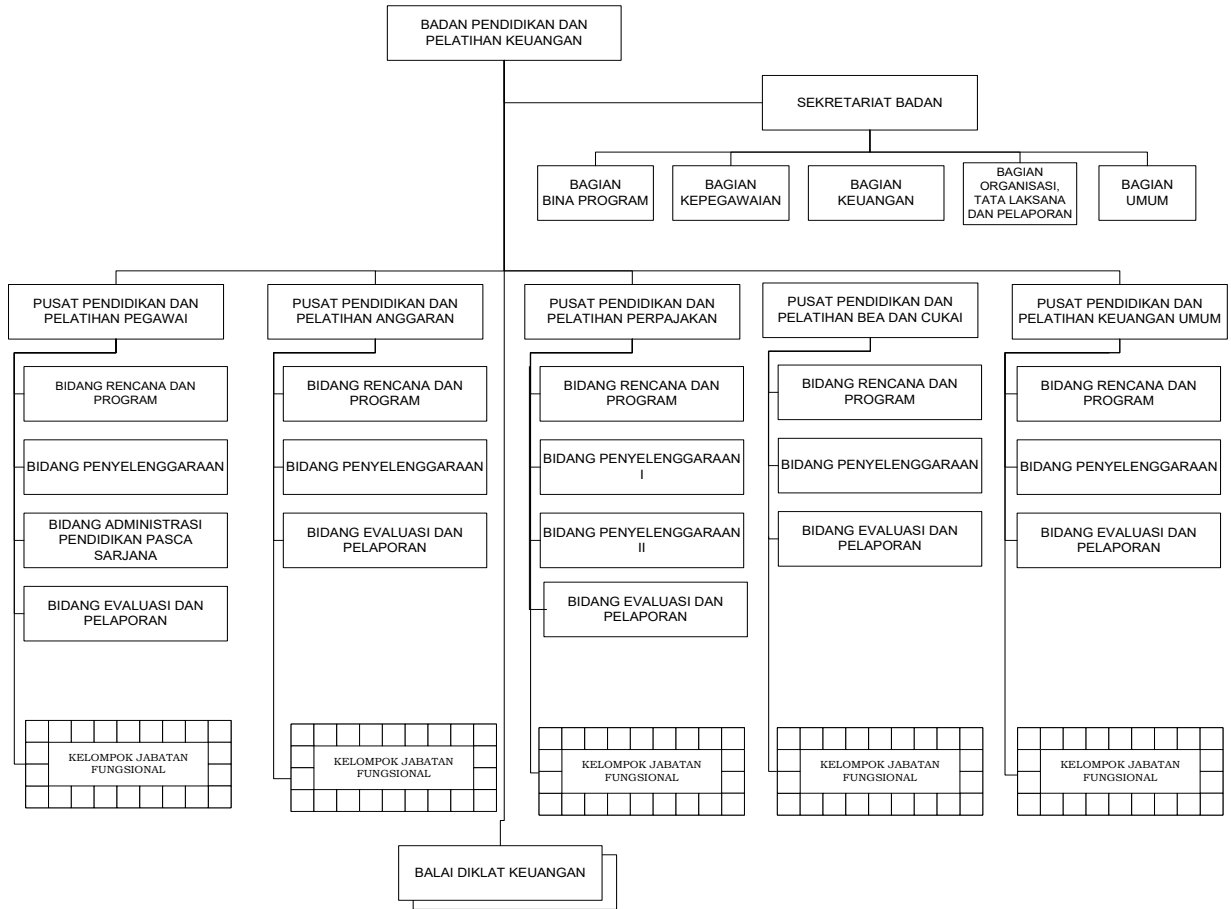 BADAN PENDIDIKAN DAN
PELATIHAN KEUANGAN
SEKRETARIAT BADAN
BAGIAN
BINA PROGRAM
BAGIAN
KEPEGAWAIAN
BAGIAN
KEUANGAN
BAGIAN
ORGANISASI,
TATA LAKSANA
DAN PELAPORAN
BAGIAN
UMUM
PUSAT PENDIDIKAN DAN
PELATIHAN PEGAWAI
BIDANG RENCANA DAN
PROGRAM
BIDANG PENYELENGGARAAN
BIDANG ADMINISTRASI
PENDIDIKAN PASCA
SARJANA
BIDANG EVALUASI DAN
PELAPORAN
KELOMPOK JABATAN
FUNGSIONAL
PUSAT PENDIDIKAN DAN
PELATIHAN ANGGARAN
BIDANG RENCANA DAN
PROGRAM
BIDANG PENYELENGGARAAN
BIDANG EVALUASI DAN
PELAPORAN
KELOMPOK JABATAN
FUNGSIONAL
PUSAT PENDIDIKAN DAN
PELATIHAN PERPAJAKAN
BIDANG RENCANA DAN
PROGRAM
BIDANG PENYELENGGARAAN
I
BIDANG PENYELENGGARAAN
II
BIDANG EVALUASI DAN
PELAPORAN
KELOMPOK JABATAN
FUNGSIONAL
PUSAT PENDIDIKAN DAN
PELATIHAN BEA DAN CUKAI
BIDANG RENCANA DAN
PROGRAM
BIDANG PENYELENGGARAAN
BIDANG EVALUASI DAN
PELAPORAN
KELOMPOK JABATAN
FUNGSIONAL
PUSAT PENDIDIKAN DAN
PELATIHAN KEUANGAN UMUM
BIDANG RENCANA DAN
PROGRAM
BIDANG PENYELENGGARAAN
BIDANG EVALUASI DAN
PELAPORAN
KELOMPOK JABATAN
FUNGSIONAL
BALAI DIKLAT KEUANGAN